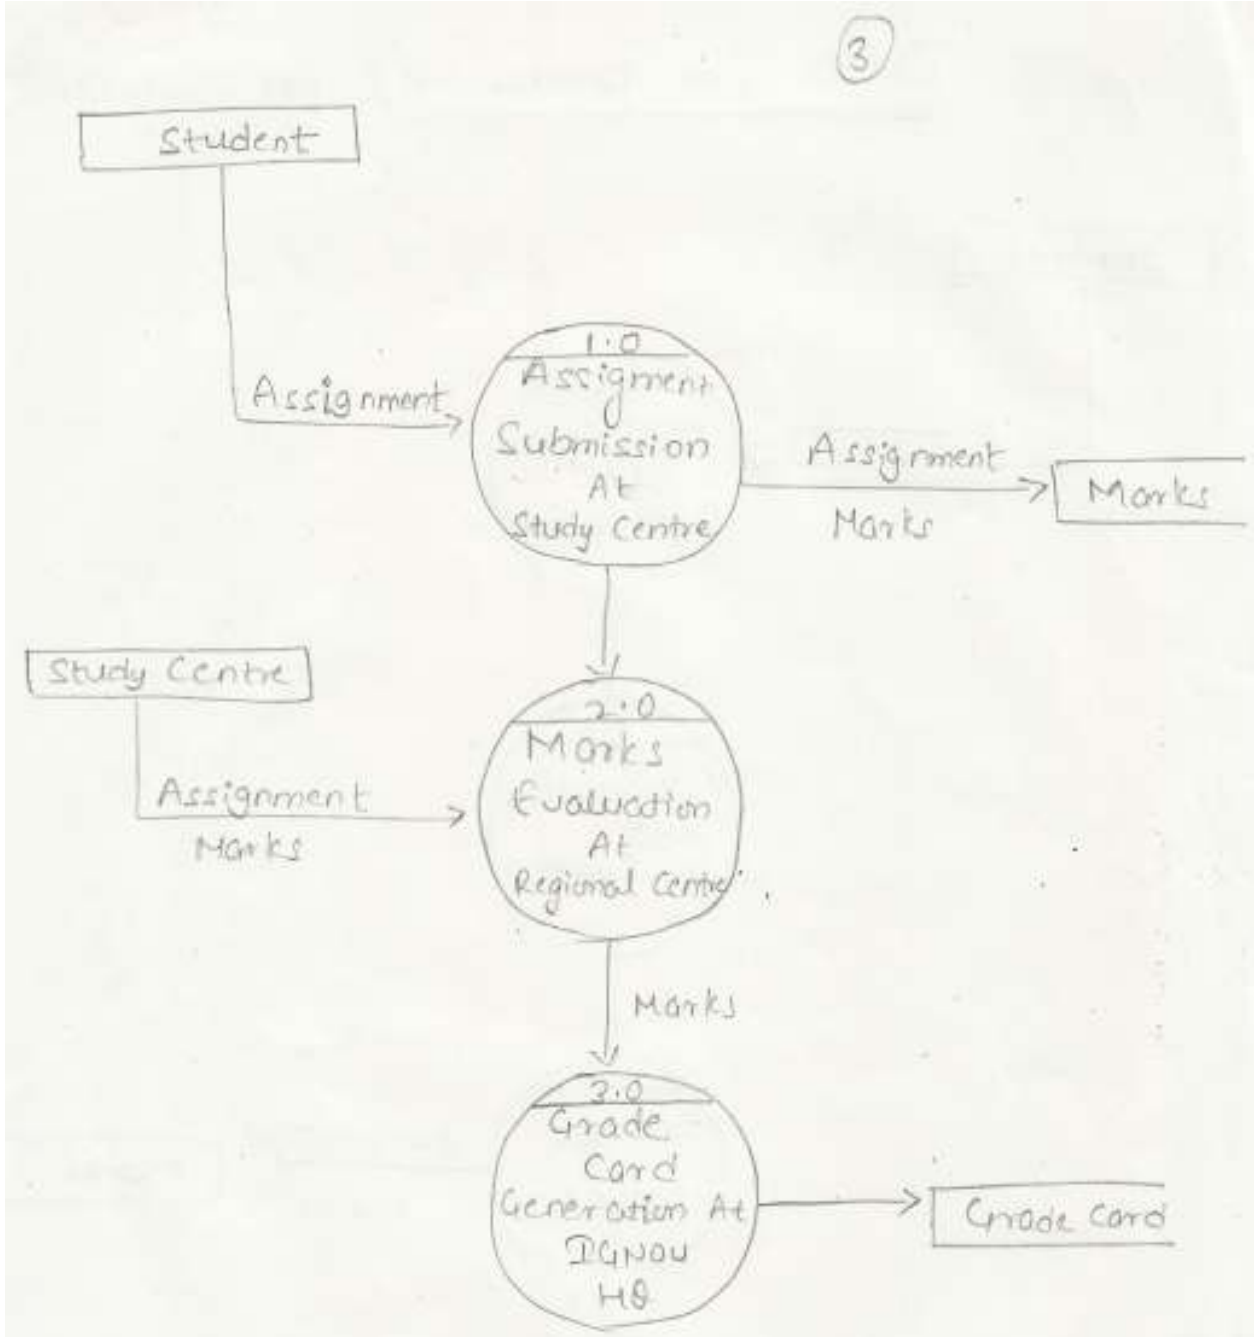 3
Student
1.0
Assigment
Submission
At
Study Centre
Assignment
Assignment
Marks
Marks
Study Centre
2.0
Marks
Evaluation
At
Regional Centre
Assignment
Marks
Marks
3.0
Grade
Card
Generation At
IGNOU
HQ
Grade Card